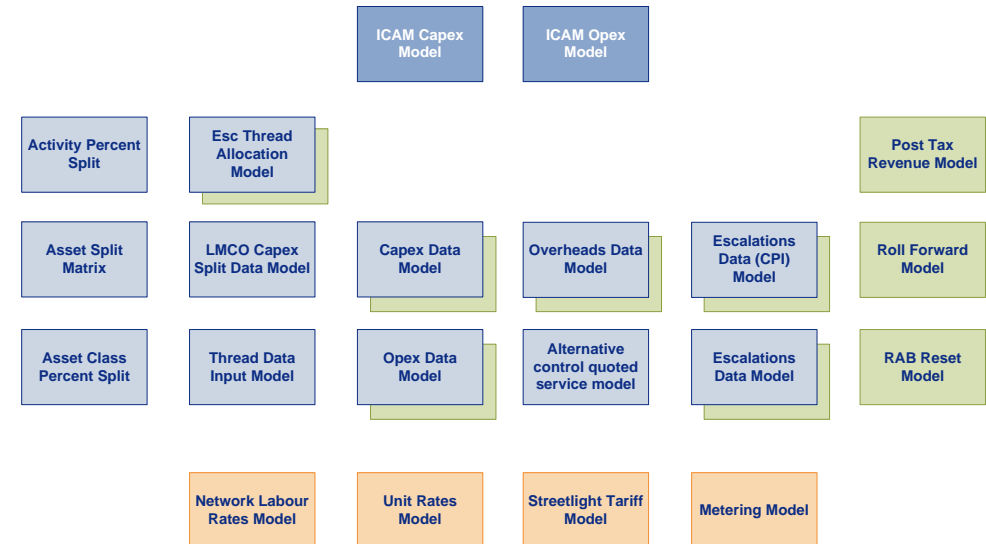 ICAM Capex
Model
ICAM Opex
Model
Activity Percent
Split
Esc Thread
Allocation
Model
Post Tax
Revenue Model
Asset Split
Matrix
LMCO Capex
Split Data Model
Capex Data
Model
Overheads Data
Model
Escalations
Data (CPI)
Model
Roll Forward
Model
Asset Class
Percent Split
Thread Data
Input Model
Opex Data
Model
Alternative
control quoted
service model
Escalations
Data Model
RAB Reset
Model
Network Labour
Rates Model
Unit Rates
Model
Streetlight Tariff
Model
Metering Model